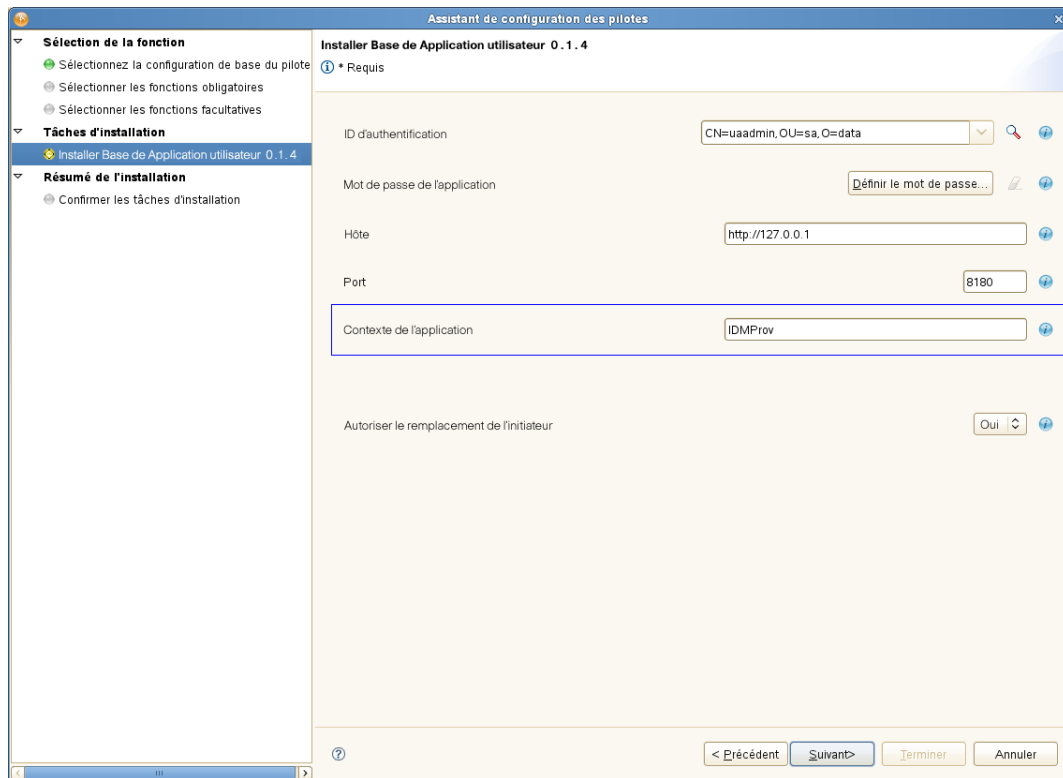 Assistant de configuration des pilotes
Sélection de la fonction
Sélectionnez la configuration de base du pilote
Sélectionner les fonctions obligatoires
Sélectionner les fonctions facultatives
Tâches d'installation
Installer Base de Application utilisateur 0.1.4
Résumé de l'installation
Confirmer les tâches d'installation
Installer Base de Application utilisateur 0.1.4
* Requis
ID d'authentification
CN=uaadmin,OU=sa,O=data
Mot de passe de l'application
Définir le mot de passe...
Hôte
http://127.0.0.1
Port
8180
Contexte de l'application
IDMProv
Autoriser le remplacement de l'initiateur
Oui
< Précédent
Suivant>
Terminer
Annuler